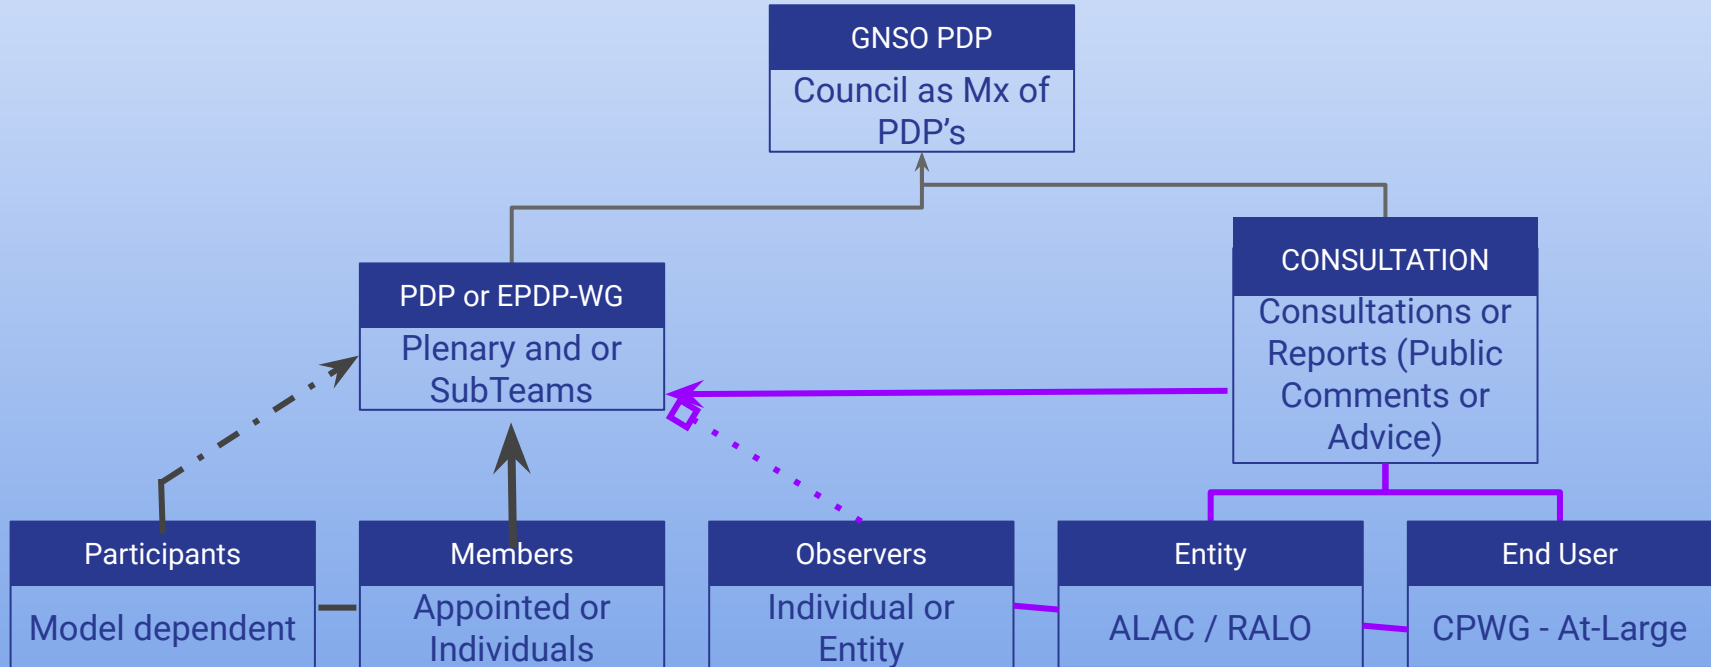 GNSO PDP
Council as Mx of
PDP’s
CONSULTATION
Consultations or
Reports (Public
Comments or
Advice)
PDP or EPDP-WG
Plenary and or
SubTeams
Participants
Model dependent
Members
Appointed or
Individuals
Observers
Individual or
Entity
Entity
ALAC / RALO
End User
CPWG - At-Large